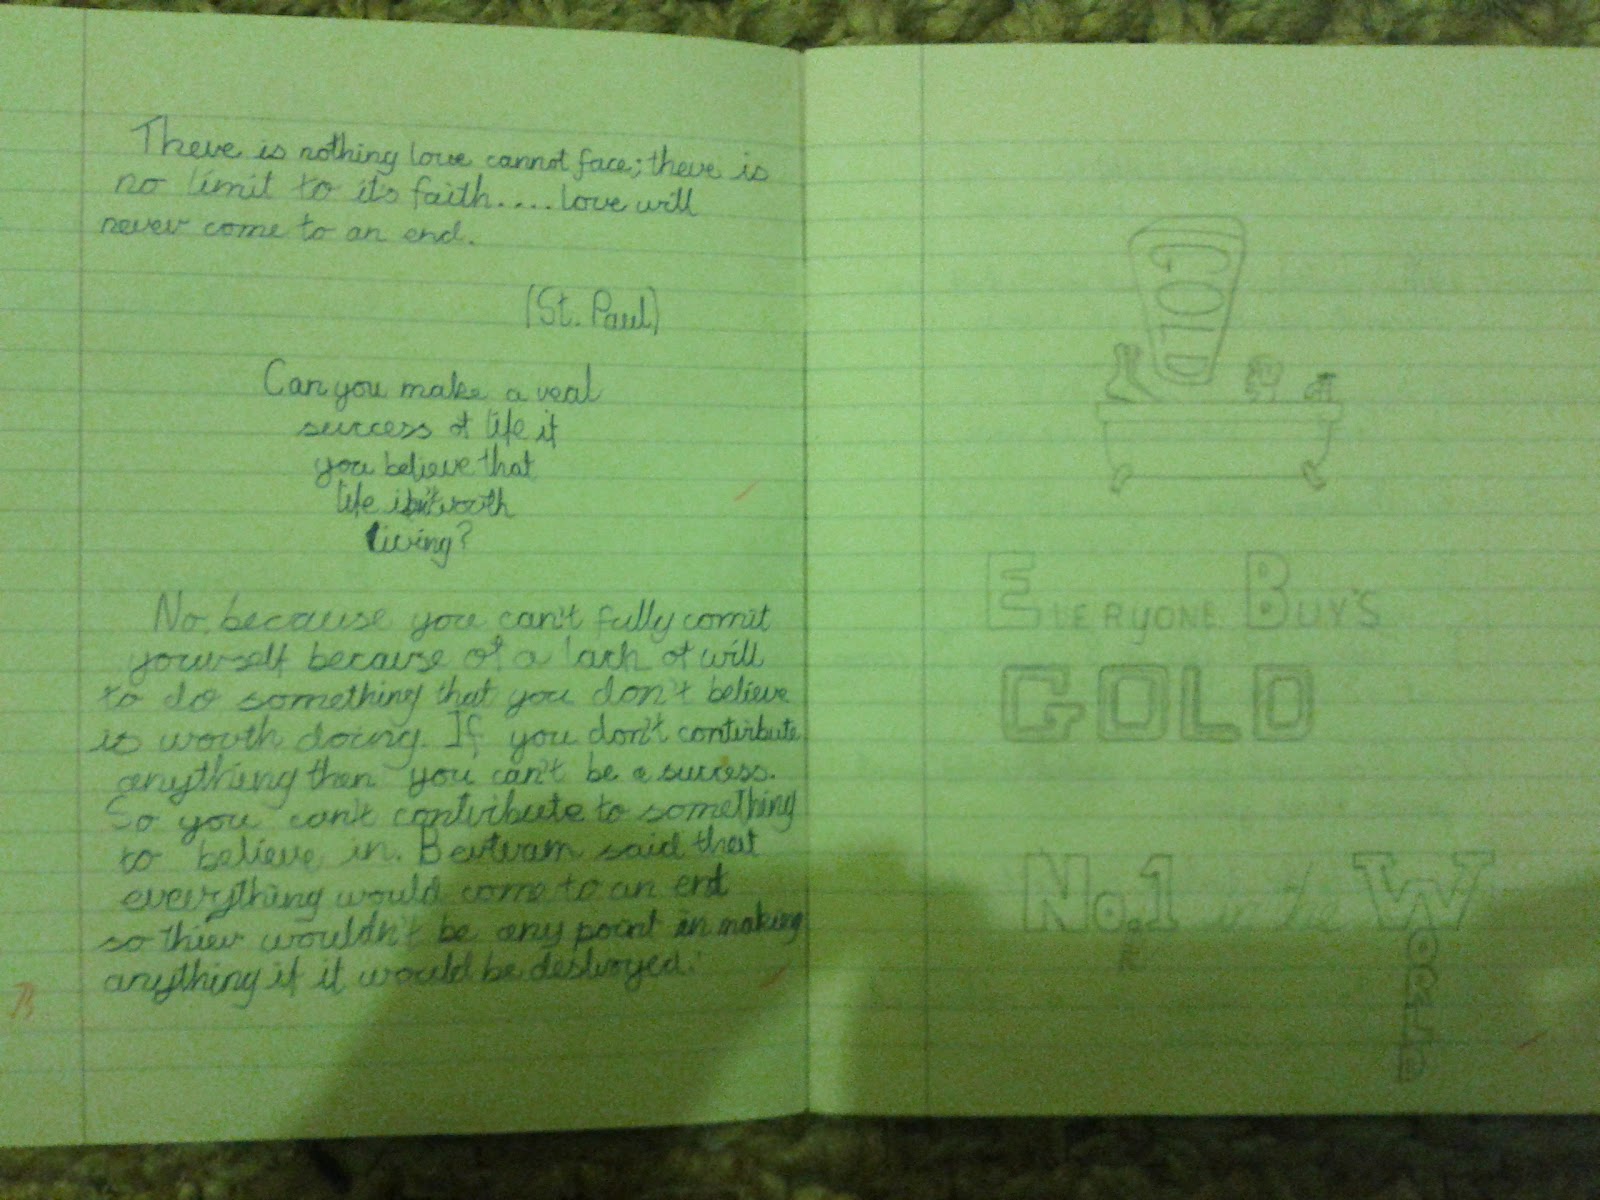 There is nothing love cannot face; there is
no limit to its faith.... love will
never come to an end.
(St. Paul)
Can you make a real
success of life if
you believe that
life isn't worth
living?
No, because you can't fully comit
yourself because of a lack of will
to do something that you don't believe
is worth doing. If you don't contirbute
anything then you can't be a success.
So you can't contirbute to something
to believe in. Bertram said that
everything would come to an end
so thier wouldn't be any point in making
anything if it would be destroyed.
B
GOLD
EVERYONE BUY'S
GOLD
No.1 in the WORLD